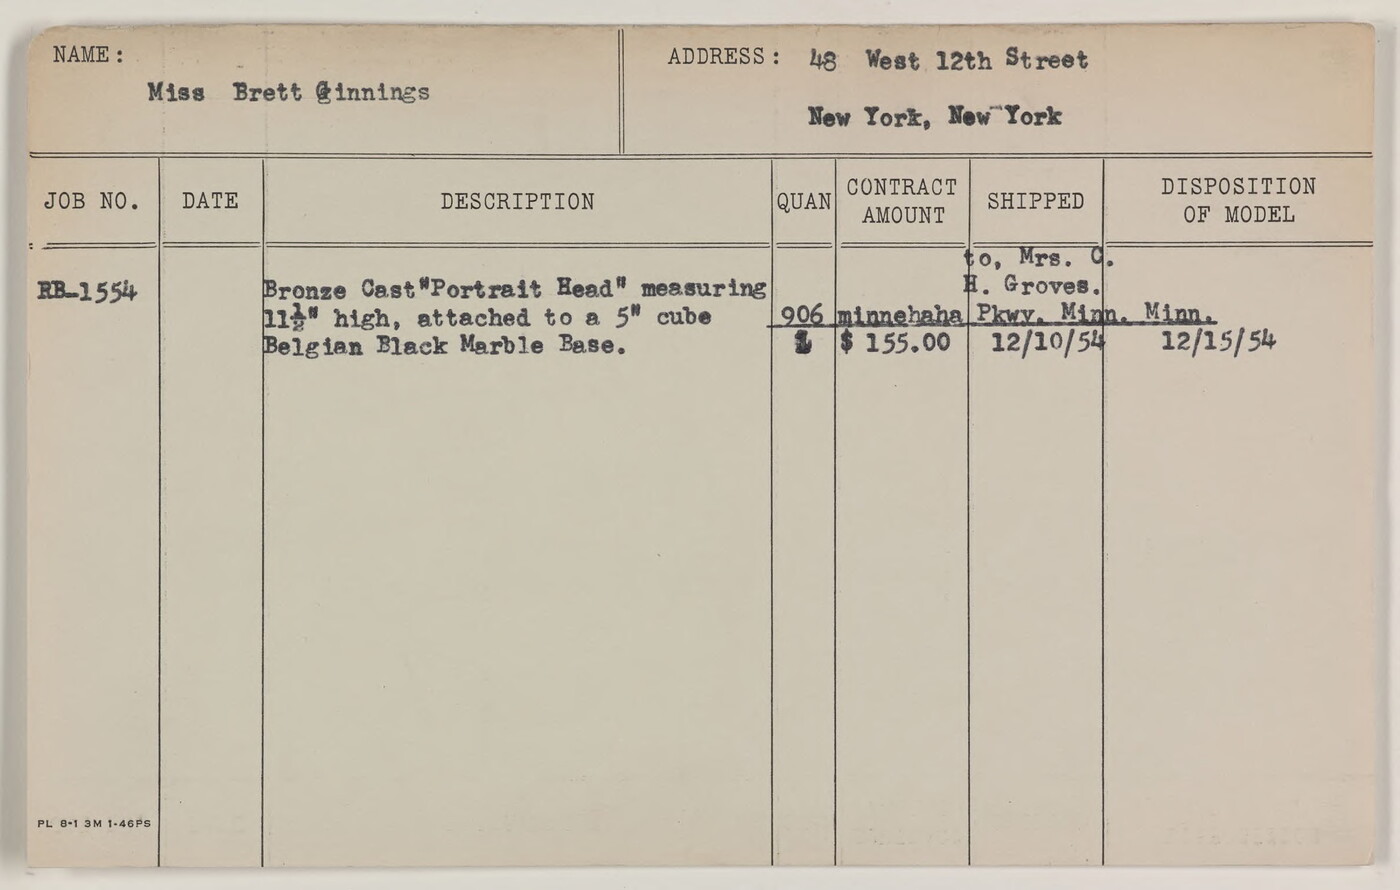 NAME:
Miss Brett Ginnings
ADDRESS: 48 West 12th Street
New York, New York
JOB NO.
DATE
DESCRIPTION
QUAN
CONTRACT
AMOUNT
SHIPPED
DISPOSITION
OF MODEL
to, Mrs. C.
H. Groves.
RB-1554
Bronze Cast"Portrait Head" measuring
11½" high, attached to a 5" cube
Belgian Black Marble Base.
906 minnehaha Pkwy. Minn. Minn.
1 $ 155.00 12/10/54 12/15/54
PL 8-1 3M 1-46PS